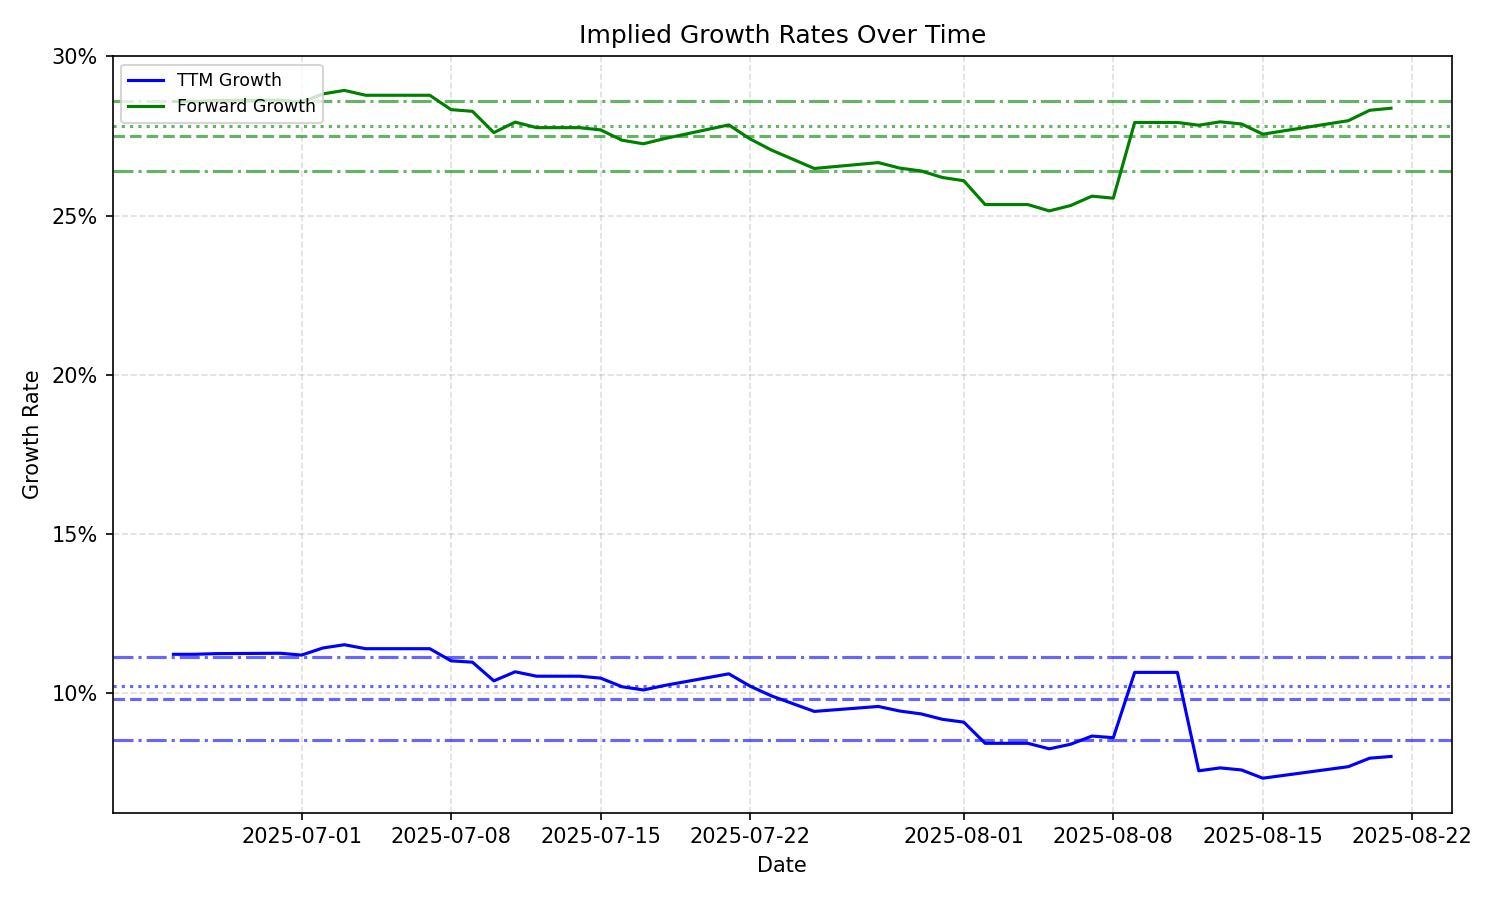 Implied Growth Rates Over Time
TTM Growth
Forward Growth
30%
25%
20%
15%
10%
Growth Rate
2025-07-01 2025-07-08 2025-07-15 2025-07-22 2025-08-01 2025-08-08 2025-08-15 2025-08-22
Date